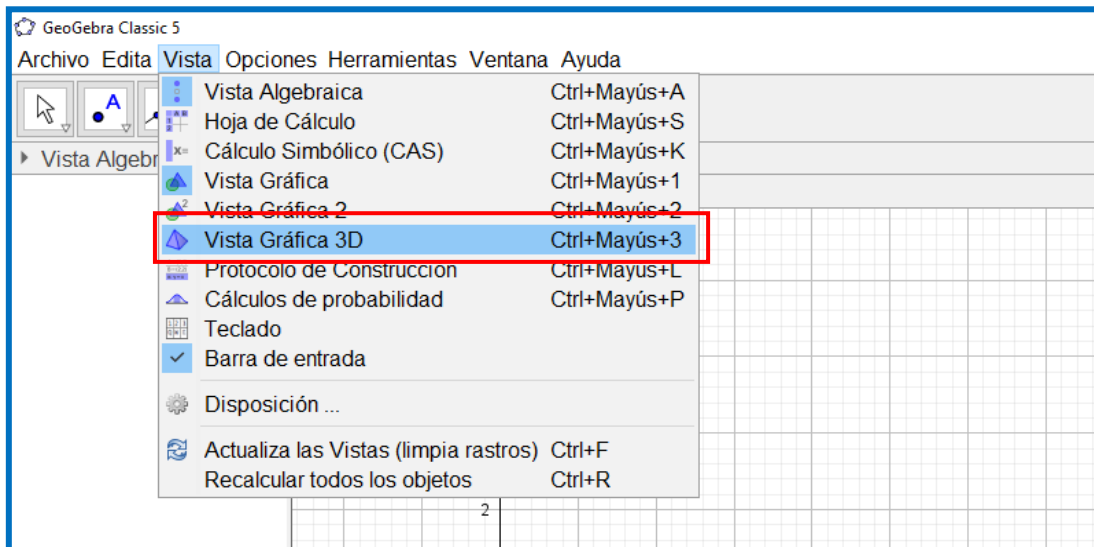 GeoGebra Classic 5
Archivo Edita Vista Opciones Herramientas Ventana Ayuda
A
Vista Algebr
Vista Algebraica Ctrl+Mayús+A
Hoja de Cálculo Ctrl+Mayús+S
x= Cálculo Simbólico (CAS) Ctrl+Mayús+K
Vista Gráfica Ctrl+Mayús+1
2 Vista Gráfica 2 Ctrl+Mayús+2
Vista Gráfica 3D Ctrl+Mayús+3
Protocolo de Construcción Ctrl+Mayús+L
Cálculos de probabilidad Ctrl+Mayús+P
Teclado
Barra de entrada
Disposición ...
Actualiza las Vistas (limpia rastros) Ctrl+F
Recalcular todos los objetos Ctrl+R
2